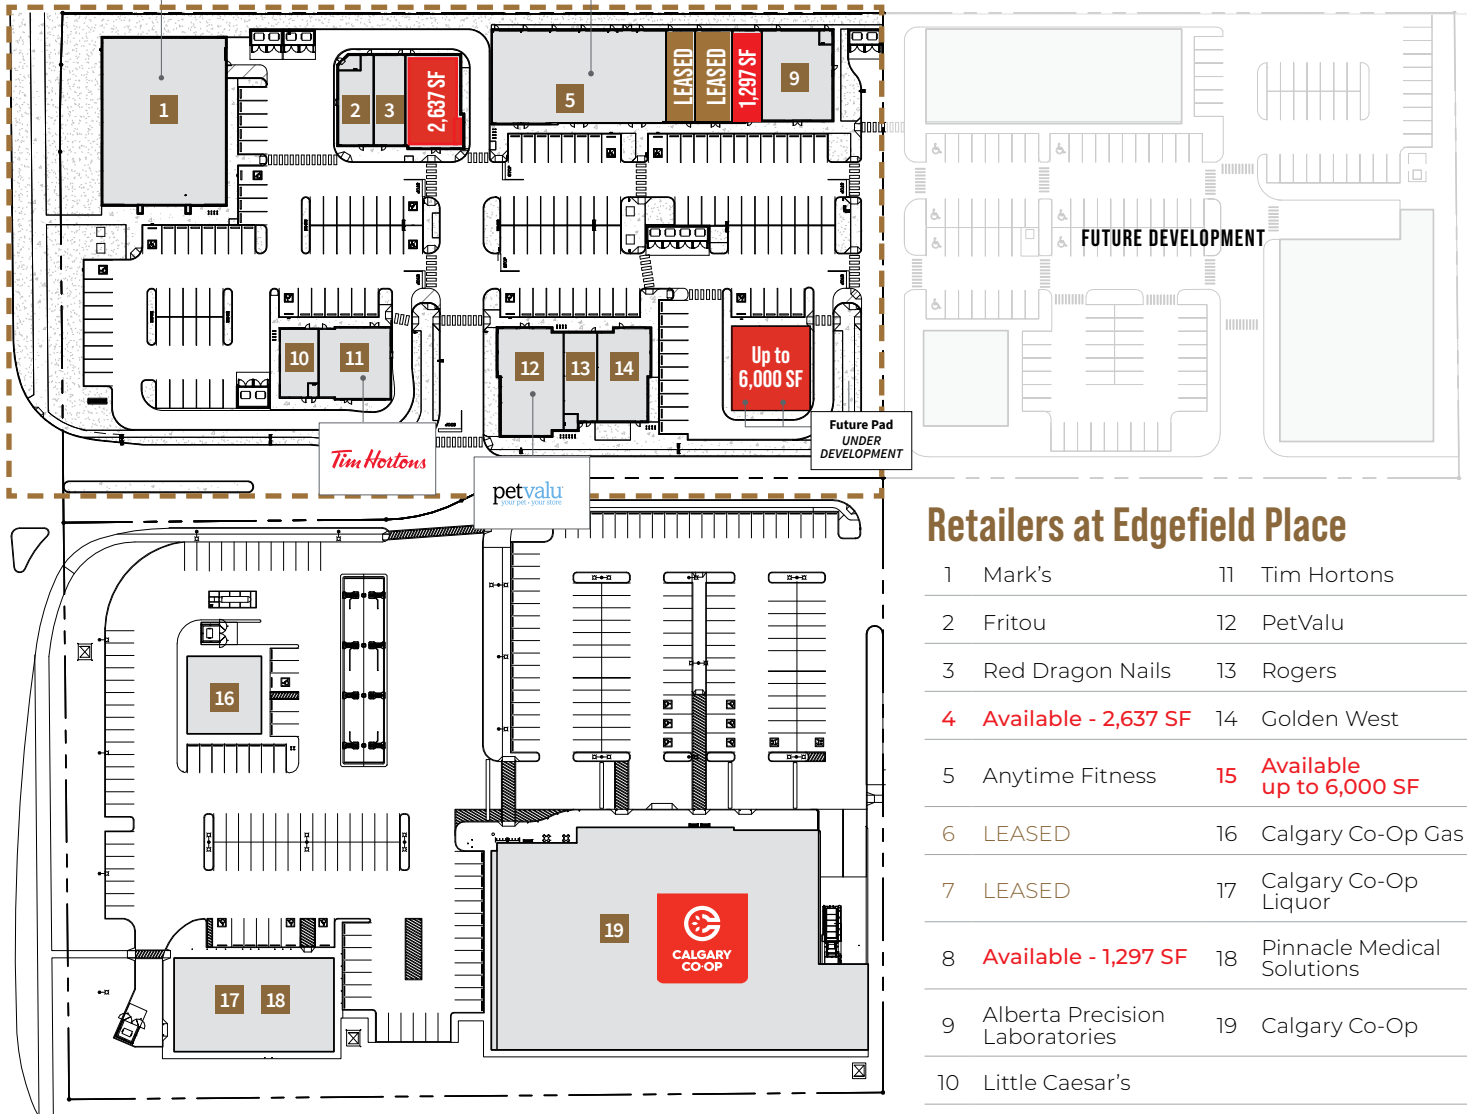 1
2
3
2,637 SF
5
LEASED
LEASED
1,297 SF
9
FUTURE DEVELOPMENT
10
11
12
13
14
Up to
6,000 SF
Future Pad
UNDER
DEVELOPMENT
Tim Hortons
petvalu
your pet · your store
16
17
18
19
CALGARY
CO-OP
Retailers at Edgefield Place
1 Mark's
2 Fritou
3 Red Dragon Nails
4 Available - 2,637 SF
5 Anytime Fitness
6 LEASED
7 LEASED
8 Available - 1,297 SF
9 Alberta Precision
Laboratories
10 Little Caesar's
11 Tim Hortons
12 PetValu
13 Rogers
14 Golden West
15 Available
up to 6,000 SF
16 Calgary Co-Op Gas
17 Calgary Co-Op
Liquor
18 Pinnacle Medical
Solutions
19 Calgary Co-Op